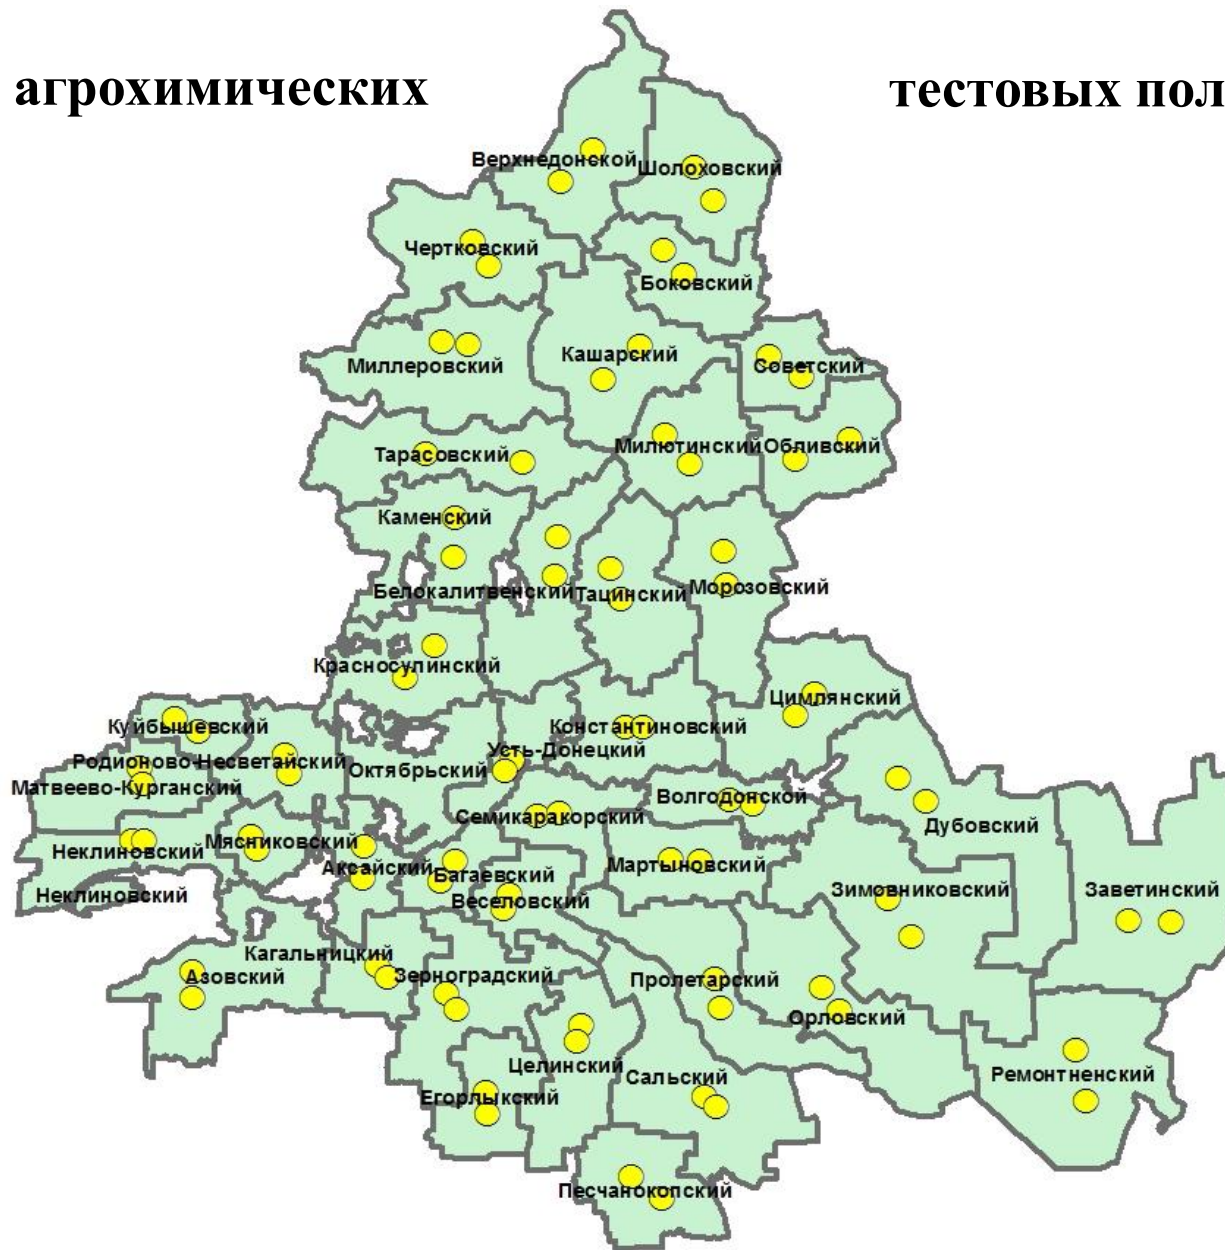 агрохимических тестовых пол
Верхнедонской
Шолоховский
Чертковский
Боковский
Кашарский
Миллеровский
Советский
Тарасовский
Милютинский
Обливский
Каменский
Белокалитвенский
Тацинский
Морозовский
Красносулинский
Цимлянский
Куйбышевский
Константиновский
Усть-Донецкий
Родионово-Несветайский
Октябрьский
Матвеево-Курганский
Волгодонской
Семикаракорский
Дубовский
Мясниковский
Неклиновский
Аксайский
Багаевский
Мартыновский
Зимовниковский
Заветинский
Неклиновский
Веселовский
Кагальницкий
Азовский
Зерноградский
Пролетарский
Орловский
Целинский
Сальский
Ремонтненский
Егорлыкский
Песчанокопский